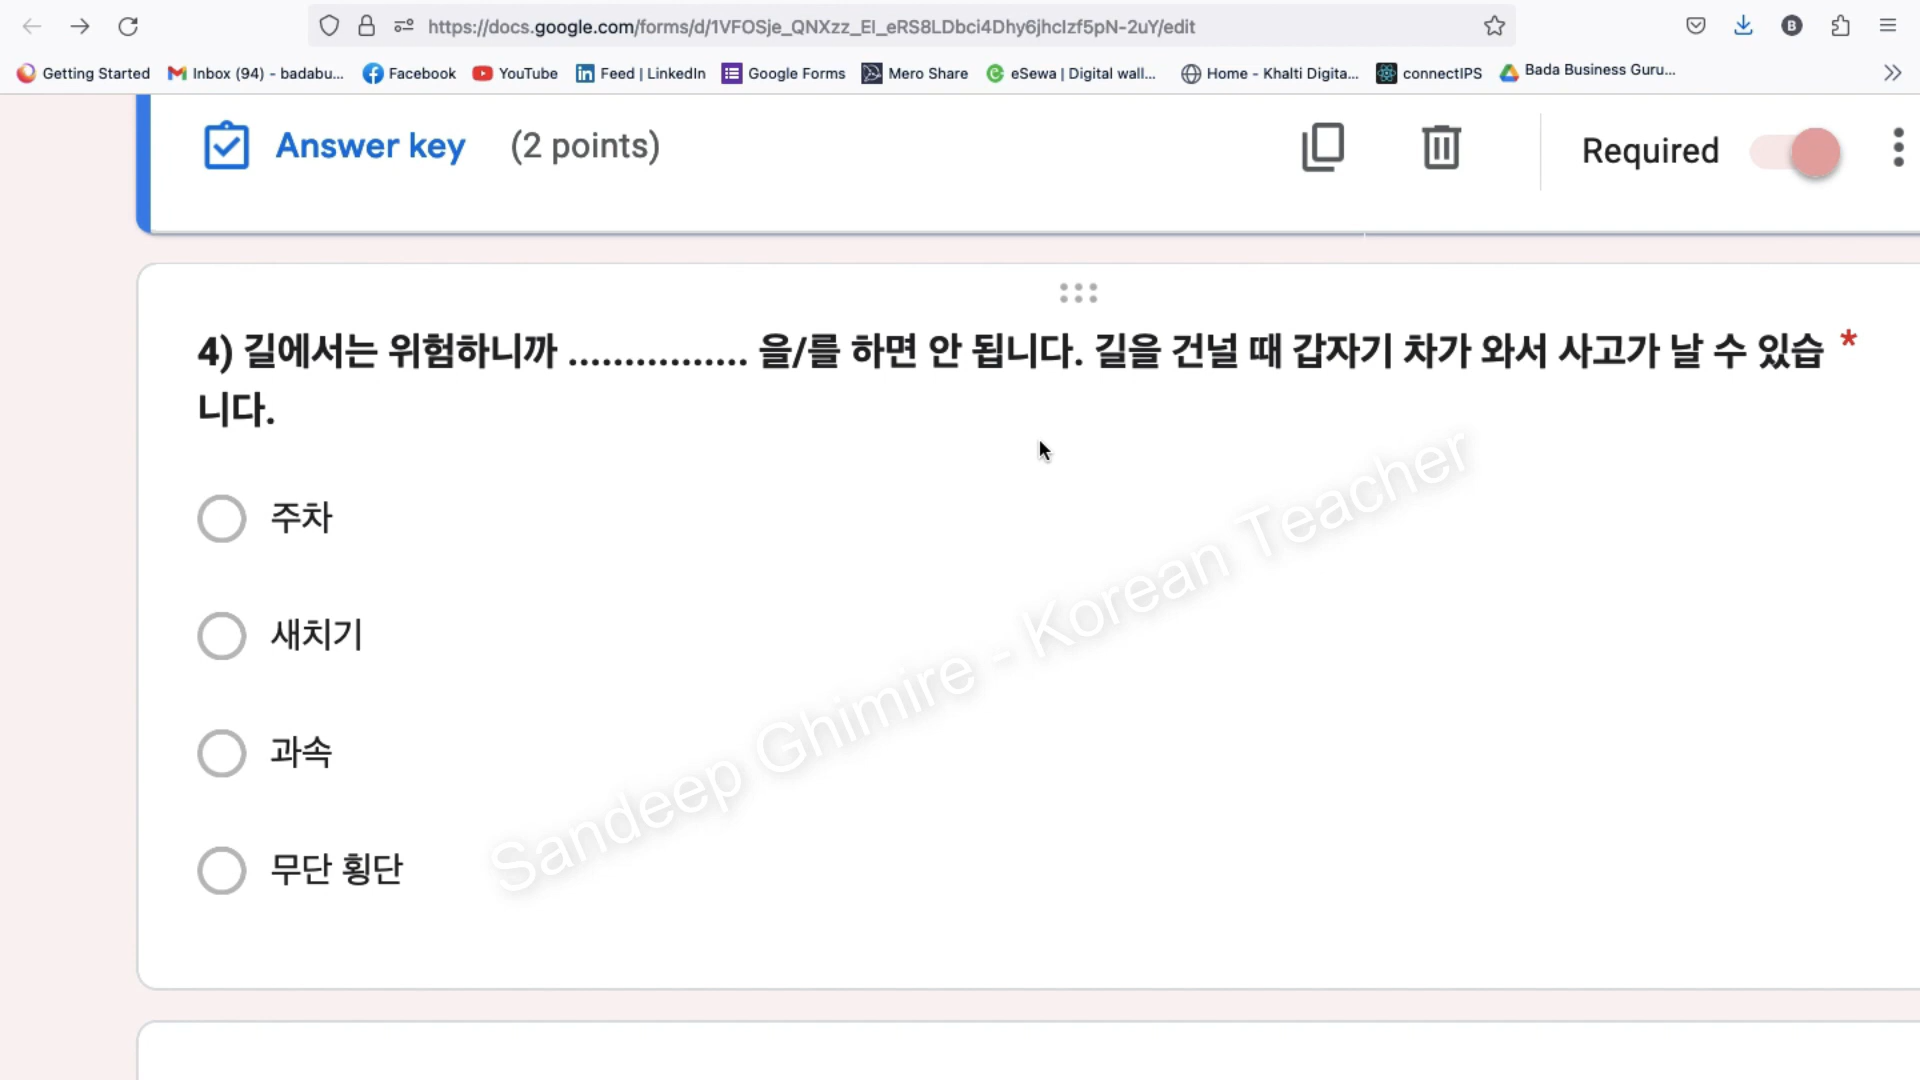 https://docs.google.com/forms/d/1VFOSje_QNXzz_EI_eRS8LDbci4Dhy6jhcIzf5pN-2uY/edit
B
Getting Started
Inbox (94) - badabu...
Facebook
YouTube
Feed | LinkedIn
Google Forms
Mero Share
eSewa | Digital wall...
Home - Khalti Digita...
connectIPS
Bada Business Guru...
Answer key (2 points)
Required
4) 길에서는 위험하니까 ................ 을/를 하면 안 됩니다. 길을 건널 때 갑자기 차가 와서 사고가 날 수 있습 *
니다.
주차
새치기
과속
무단 횡단
Sandeep Ghimire - Korean Teacher